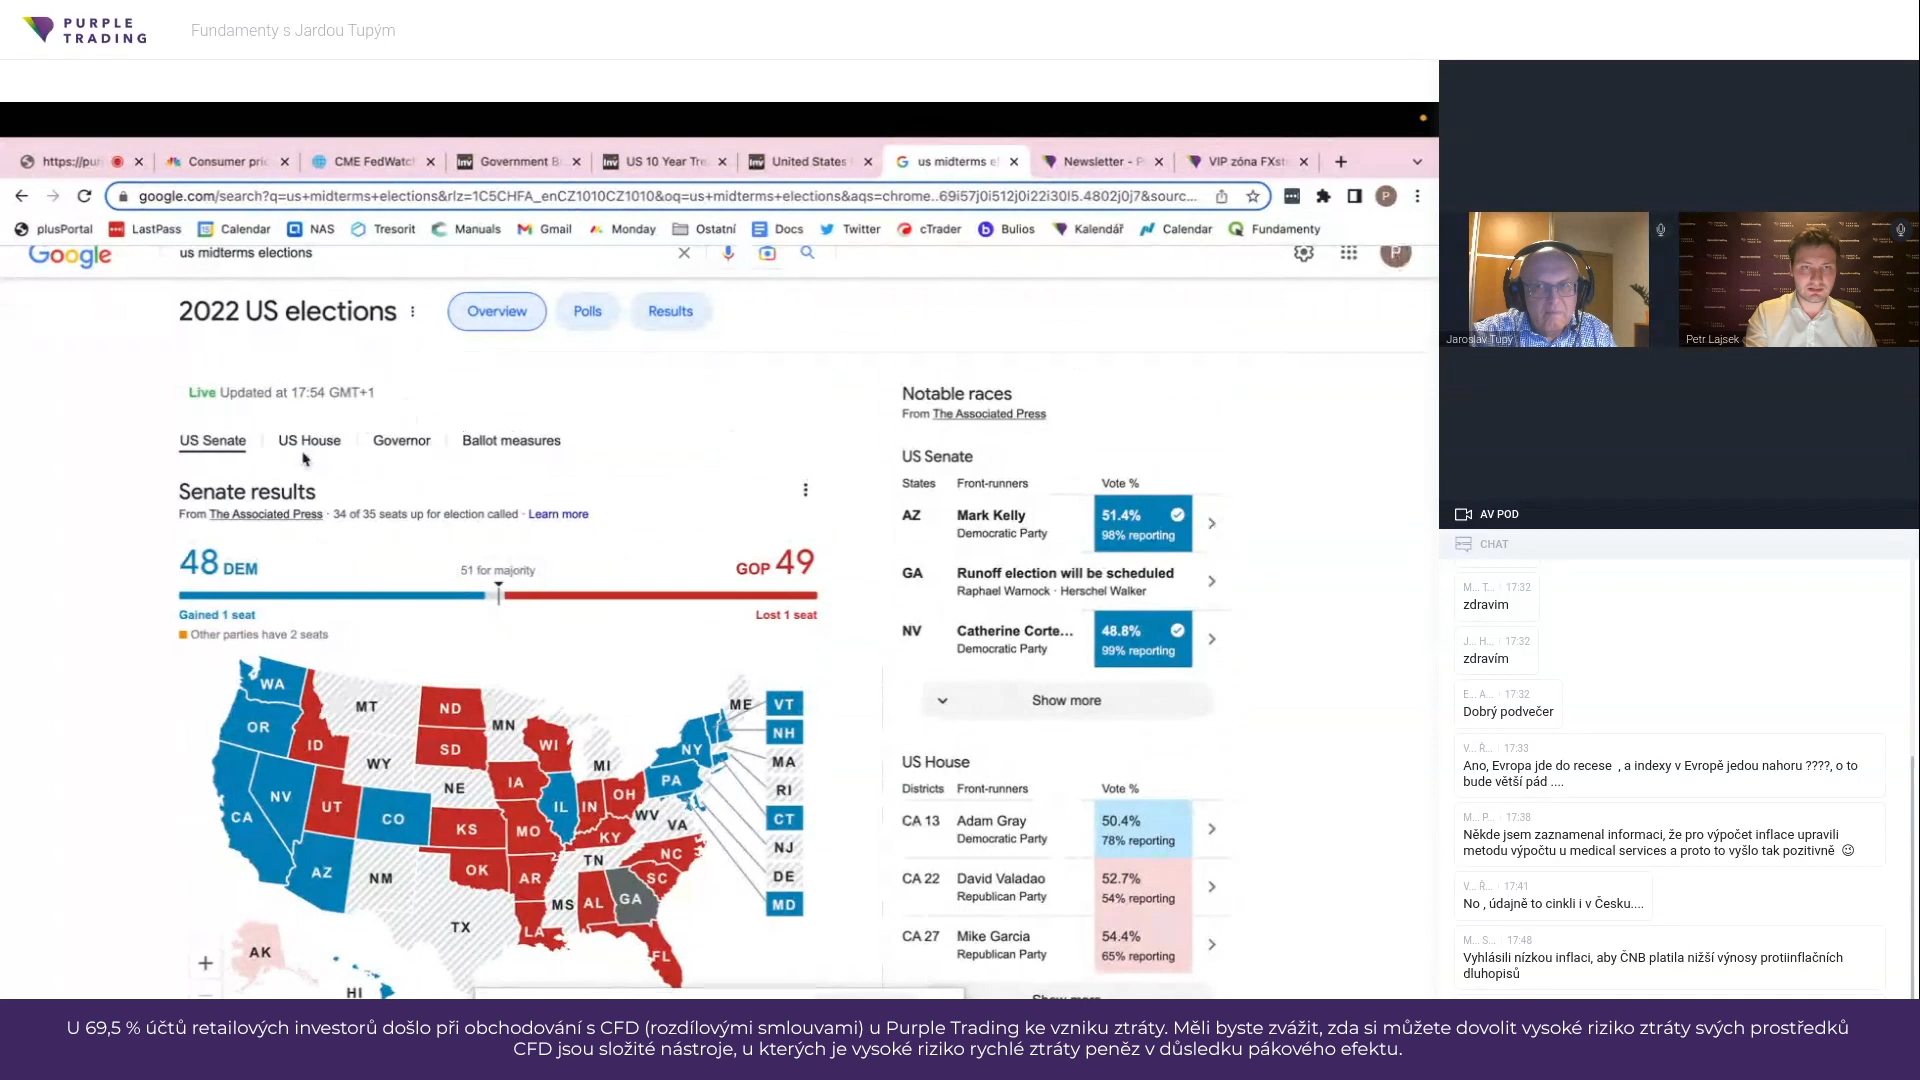 PURPLE
TRADING
Fundamenty s Jardou Tupým
https://pur
Consumer pric
CME FedWatch
Government B
US 10 Year Tre
United States
us midterms e
Newsletter - P
VIP zóna FXst
google.com/search?q=us+midterms+elections&rlz=1C5CHFA_enCZ1010CZ1010&oq=us+midterms+elections&aqs=chrome..69i57j0i512j0i22i30l5.4802j0j7&sourc...
P
plusPortal
LastPass
Calendar
NAS
Tresorit
Manuals
Gmail
Monday
Ostatní
Docs
Twitter
cTrader
Bulios
Kalendář
Calendar
Fundamenty
Google
us midterms elections
P
2022 US elections
Overview
Polls
Results
Live Updated at 17:54 GMT+1
US Senate
US House
Governor
Ballot measures
Senate results
From The Associated Press · 34 of 35 seats up for election called · Learn more
48 DEM
51 for majority
GOP 49
Gained 1 seat
Lost 1 seat
Other parties have 2 seats
WA
OR
CA
NV
ID
MT
WY
UT
AZ
CO
NM
ND
SD
NE
KS
OK
TX
MN
IA
MO
AR
LA
WI
IL
MI
IN
OH
KY
TN
MS
AL
GA
FL
SC
NC
VA
WV
PA
NY
ME
VT
NH
MA
RI
CT
NJ
DE
MD
AK
HI
+
Notable races
From The Associated Press
US Senate
States Front-runners Vote %
AZ Mark Kelly 51.4%
Democratic Party 98% reporting
GA Runoff election will be scheduled
Raphael Warnock · Herschel Walker
NV Catherine Corte... 48.8%
Democratic Party 99% reporting
Show more
US House
Districts Front-runners Vote %
CA 13 Adam Gray 50.4%
Democratic Party 78% reporting
CA 22 David Valadao 52.7%
Republican Party 54% reporting
CA 27 Mike Garcia 54.4%
Republican Party 65% reporting
Show more
Jaroslav Tupý
Petr Lajsek
AV POD
CHAT
M... T... 17:32
zdravim
J... H... 17:32
zdravím
E... A... 17:32
Dobrý podvečer
V... Ř... 17:33
Ano, Evropa jde do recese , a indexy v Evropě jedou nahoru ????, o to
bude větší pád ....
M... P... 17:38
Někde jsem zaznamenal informaci, že pro výpočet inflace upravili
metodu výpočtu u medical services a proto to vyšlo tak pozitivně
V... Ř... 17:41
No , údajně to cinkli i v Česku....
M... S... 17:48
Vyhlásili nízkou inflaci, aby ČNB platila nižší výnosy protiinflačních
dluhopisů
U 69,5 % účtů retailových investorů došlo při obchodování s CFD (rozdílovými smlouvami) u Purple Trading ke vzniku ztráty. Měli byste zvážit, zda si můžete dovolit vysoké riziko ztráty svých prostředků
CFD jsou složité nástroje, u kterých je vysoké riziko rychlé ztráty peněz v důsledku pákového efektu.